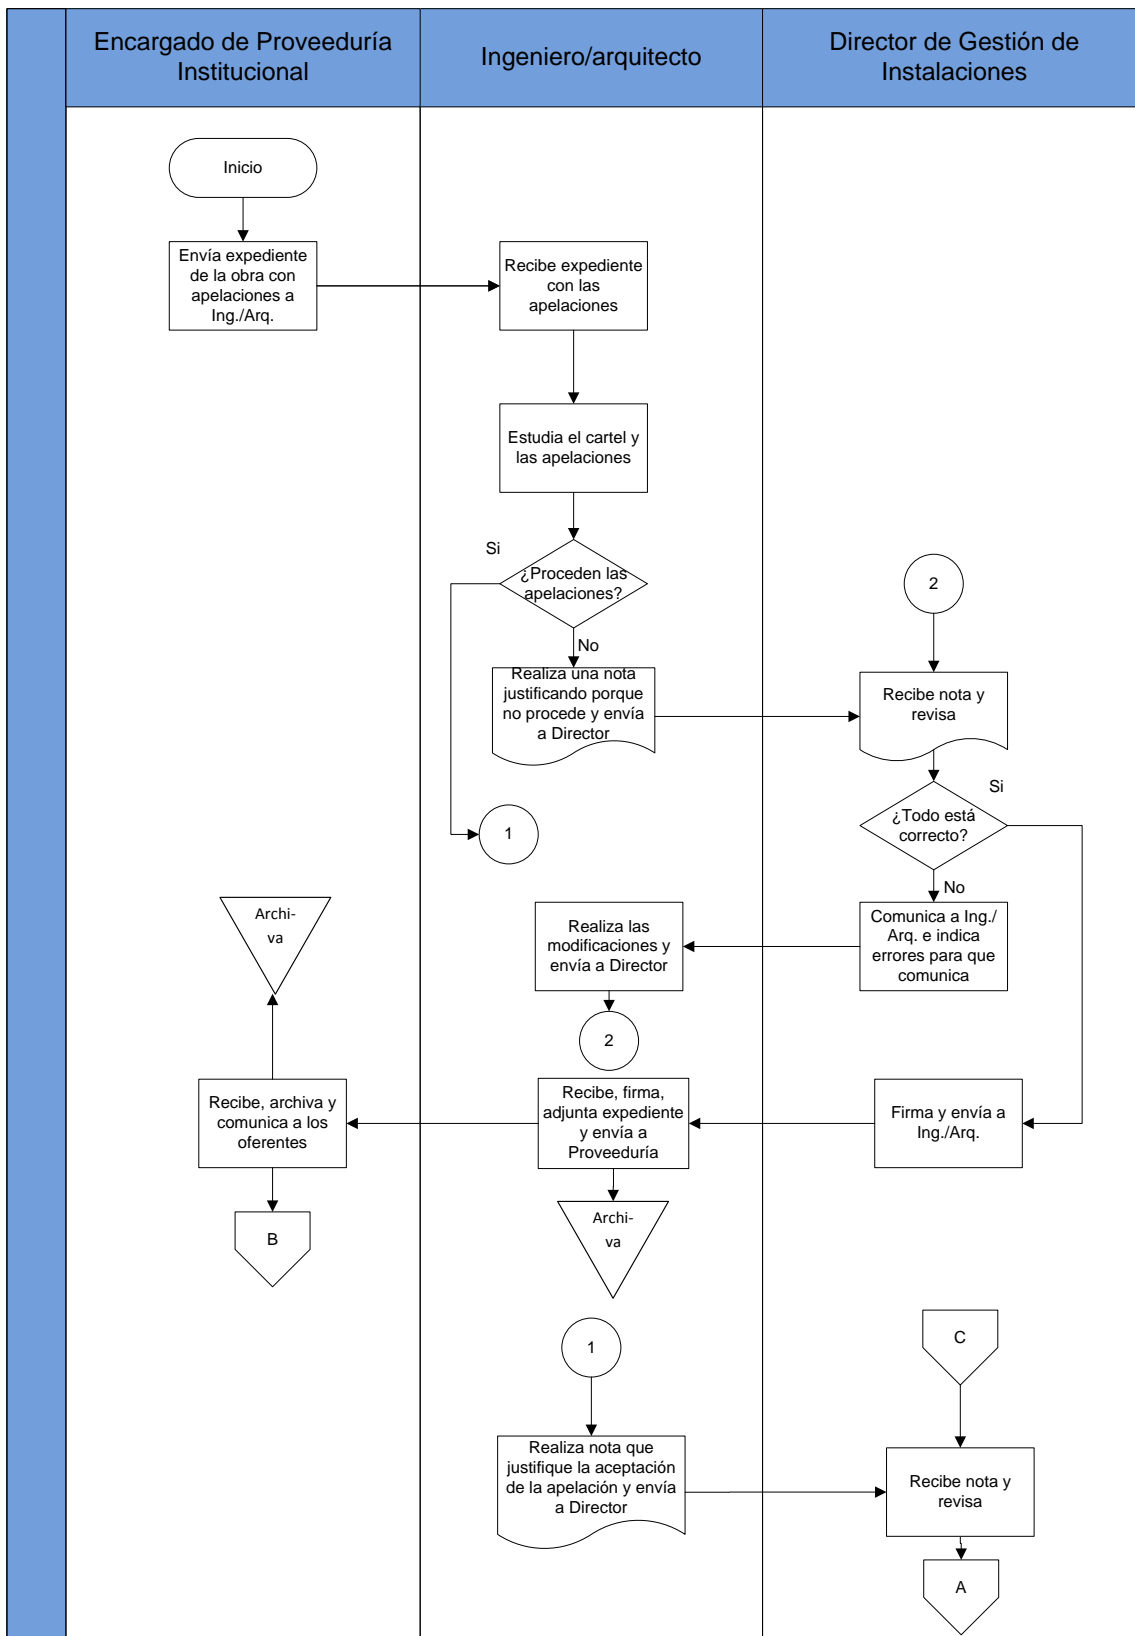 Encargado de Proveeduría
Institucional
Ingeniero/arquitecto
Director de Gestión de
Instalaciones
Inicio
Envía expediente
de la obra con
apelaciones a
Ing./Arq.
Recibe expediente
con las
apelaciones
Estudia el cartel y
las apelaciones
Si
¿Proceden las
apelaciones?
No
2
Realiza una nota
justificando porque
no procede y envía
a Director
Recibe nota y
revisa
Si
¿Todo está
correcto?
1
No
Archi-
va
Realiza las
modificaciones y
envía a Director
Comunica a Ing./
Arq. e indica
errores para que
comunica
2
Recibe, archiva y
comunica a los
oferentes
Recibe, firma,
adjunta expediente
y envía a
Proveeduría
Firma y envía a
Ing./Arq.
B
Archi-
va
1
C
Realiza nota que
justifique la aceptación
de la apelación y envía
a Director
Recibe nota y
revisa
A